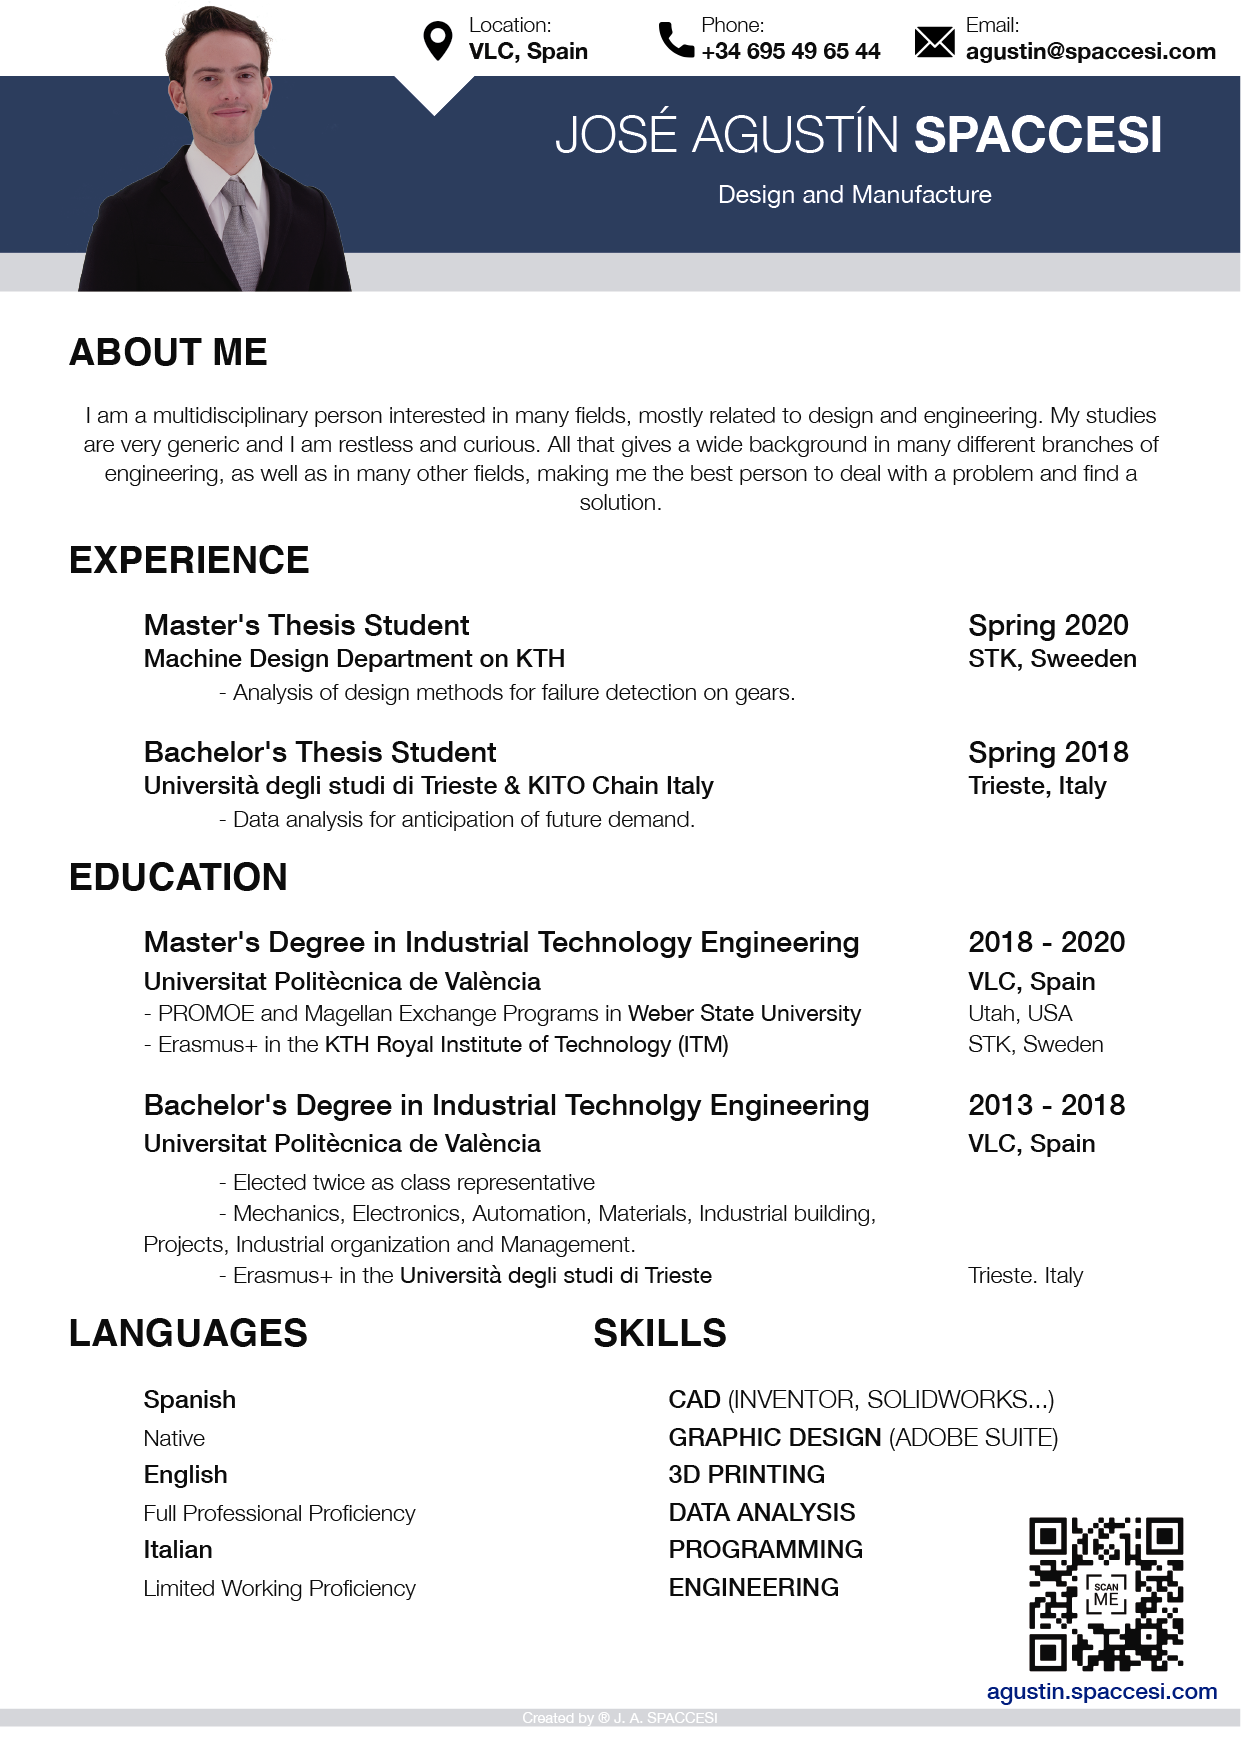 Location:
VLC, Spain
Phone:
+34 695 49 65 44
Email:
agustin@spaccesi.com
JOSÉ AGUSTÍN SPACCESI
Design and Manufacture
ABOUT ME
I am a multidisciplinary person interested in many fields, mostly related to design and engineering. My studies
are very generic and I am restless and curious. All that gives a wide background in many different branches of
engineering, as well as in many other fields, making me the best person to deal with a problem and find a
solution.
EXPERIENCE
Master's Thesis Student Spring 2020
Machine Design Department on KTH STK, Sweeden
- Analysis of design methods for failure detection on gears.
Bachelor's Thesis Student Spring 2018
Università degli studi di Trieste & KITO Chain Italy Trieste, Italy
- Data analysis for anticipation of future demand.
EDUCATION
Master's Degree in Industrial Technology Engineering 2018 - 2020
Universitat Politècnica de València VLC, Spain
- PROMOE and Magellan Exchange Programs in Weber State University Utah, USA
- Erasmus+ in the KTH Royal Institute of Technology (ITM) STK, Sweden
Bachelor's Degree in Industrial Technolgy Engineering 2013 - 2018
Universitat Politècnica de València VLC, Spain
- Elected twice as class representative
- Mechanics, Electronics, Automation, Materials, Industrial building,
Projects, Industrial organization and Management.
- Erasmus+ in the Università degli studi di Trieste Trieste. Italy
LANGUAGES
Spanish
Native
English
Full Professional Proficiency
Italian
Limited Working Proficiency
SKILLS
CAD (INVENTOR, SOLIDWORKS...)
GRAPHIC DESIGN (ADOBE SUITE)
3D PRINTING
DATA ANALYSIS
PROGRAMMING
ENGINEERING
SCAN
ME
agustin.spaccesi.com
Created by ® J. A. SPACCESI